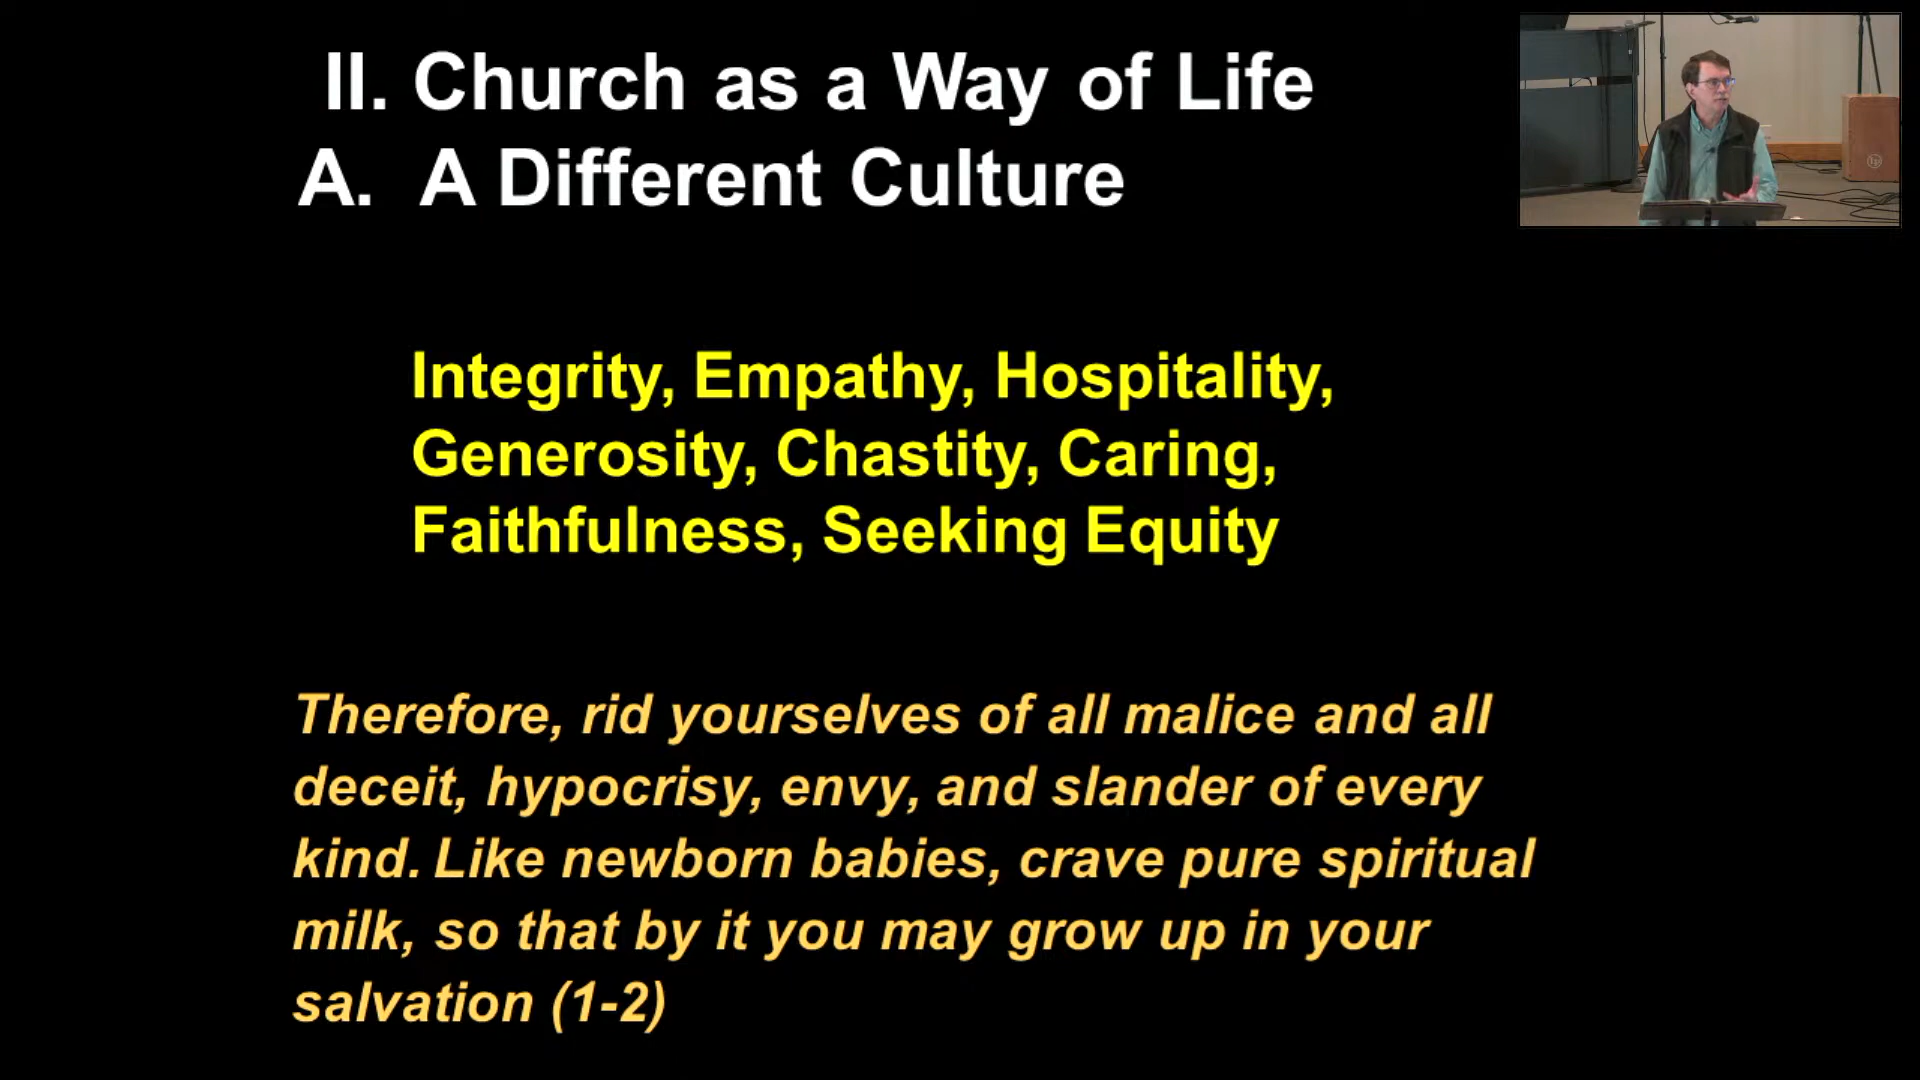 II. Church as a Way of Life
A. A Different Culture
Integrity, Empathy, Hospitality,
Generosity, Chastity, Caring,
Faithfulness, Seeking Equity
Therefore, rid yourselves of all malice and all
deceit, hypocrisy, envy, and slander of every
kind. Like newborn babies, crave pure spiritual
milk, so that by it you may grow up in your
salvation (1-2)